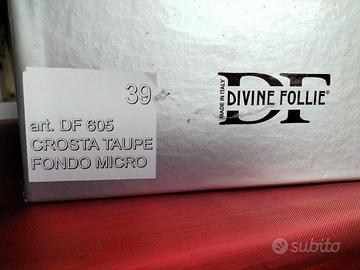 39
art. DF 605
CROSTA TAUPE
FONDO MICRO
DF
MADE IN ITALY
DIVINE FOLLIE®
subito